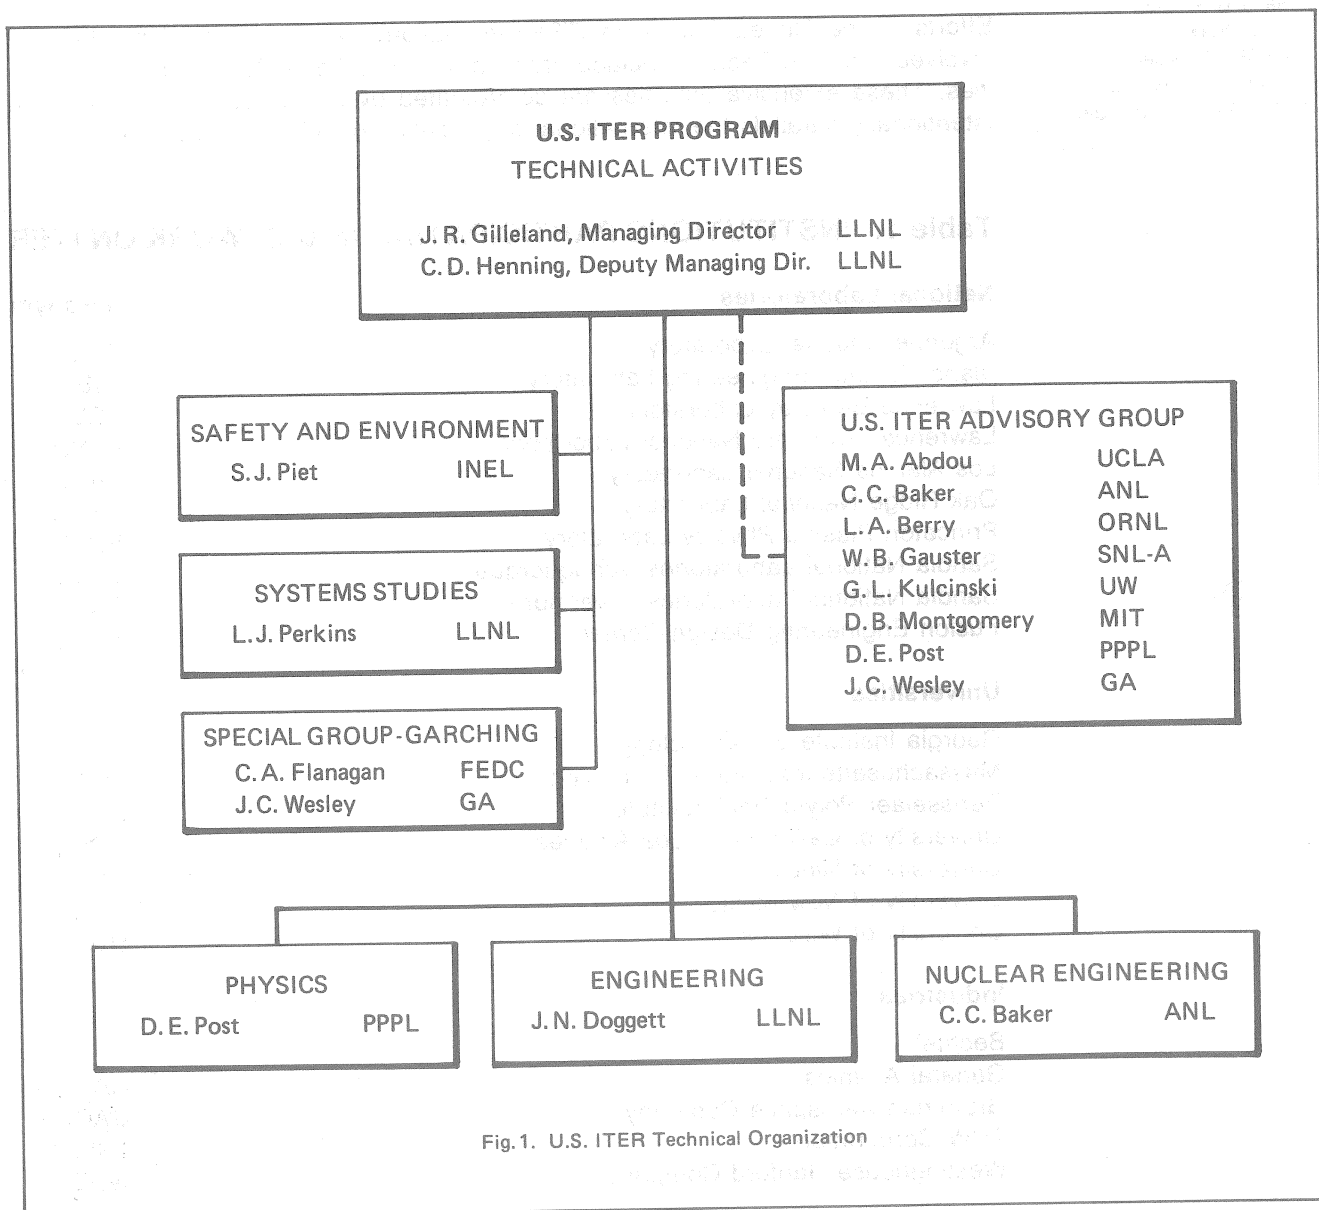 U.S. ITER PROGRAM
TECHNICAL ACTIVITIES
J. R. Gilleland, Managing Director LLNL
C. D. Henning, Deputy Managing Dir. LLNL
SAFETY AND ENVIRONMENT
S. J. Piet INEL
SYSTEMS STUDIES
L. J. Perkins LLNL
SPECIAL GROUP-GARCHING
C. A. Flanagan FEDC
J. C. Wesley GA
U.S. ITER ADVISORY GROUP
M. A. Abdou UCLA
C. C. Baker ANL
L. A. Berry ORNL
W. B. Gauster SNL-A
G. L. Kulcinski UW
D. B. Montgomery MIT
D. E. Post PPPL
J. C. Wesley GA
PHYSICS
D. E. Post PPPL
ENGINEERING
J. N. Doggett LLNL
NUCLEAR ENGINEERING
C. C. Baker ANL
Fig. 1. U.S. ITER Technical Organization